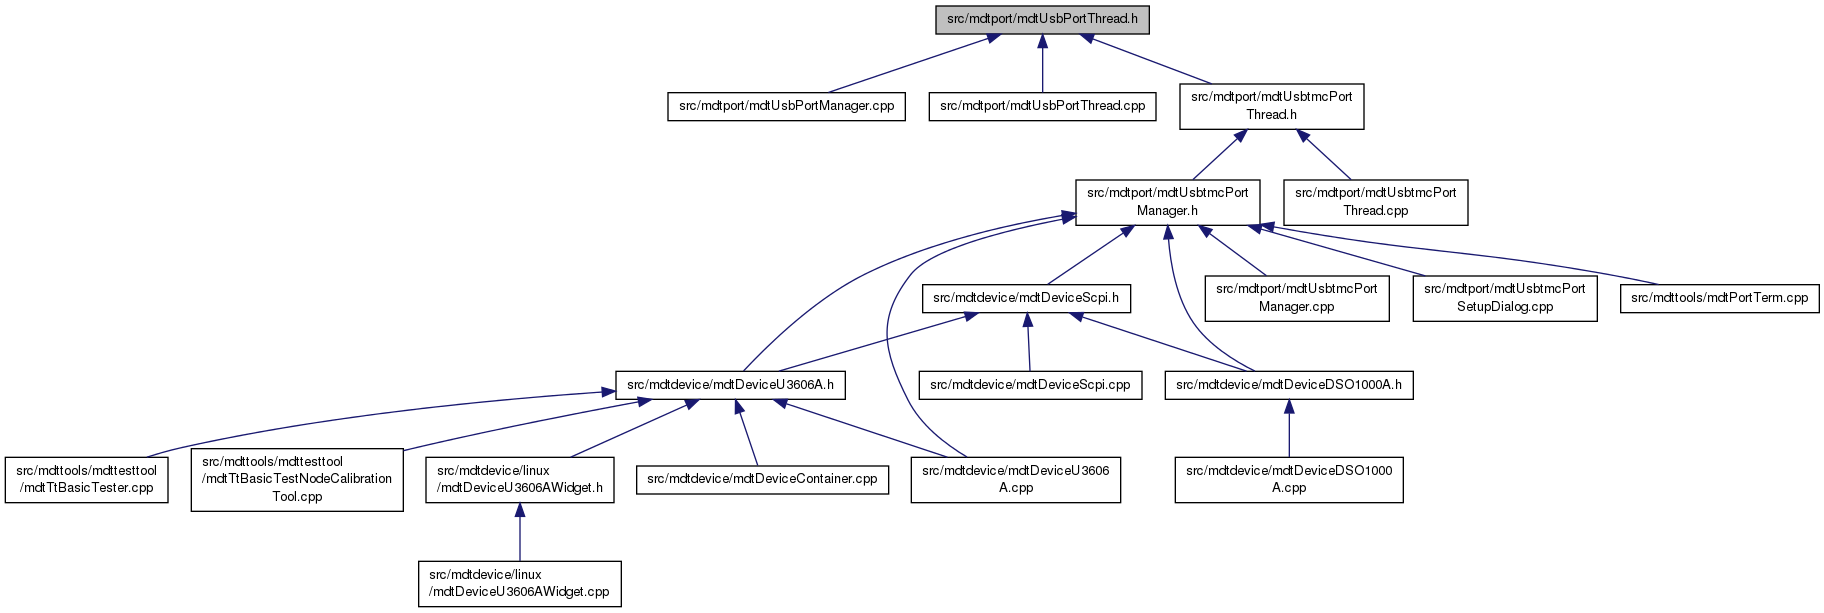 src/mdtport/mdtUsbPortThread.h
src/mdtport/mdtUsbPortManager.cpp
src/mdtport/mdtUsbPortThread.cpp
src/mdtport/mdtUsbtmcPort
Thread.h
src/mdtport/mdtUsbtmcPort
Manager.h
src/mdtport/mdtUsbtmcPort
Thread.cpp
src/mdtdevice/mdtDeviceScpi.h
src/mdtport/mdtUsbtmcPort
Manager.cpp
src/mdtport/mdtUsbtmcPort
SetupDialog.cpp
src/mdttools/mdtPortTerm.cpp
src/mdtdevice/mdtDeviceU3606A.h
src/mdtdevice/mdtDeviceScpi.cpp
src/mdtdevice/mdtDeviceDSO1000A.h
src/mdttools/mdttesttool
/mdtTtBasicTester.cpp
src/mdttools/mdttesttool
/mdtTtBasicTestNodeCalibration
Tool.cpp
src/mdtdevice/linux
/mdtDeviceU3606AWidget.h
src/mdtdevice/mdtDeviceContainer.cpp
src/mdtdevice/mdtDeviceU3606
A.cpp
src/mdtdevice/mdtDeviceDSO1000
A.cpp
src/mdtdevice/linux
/mdtDeviceU3606AWidget.cpp